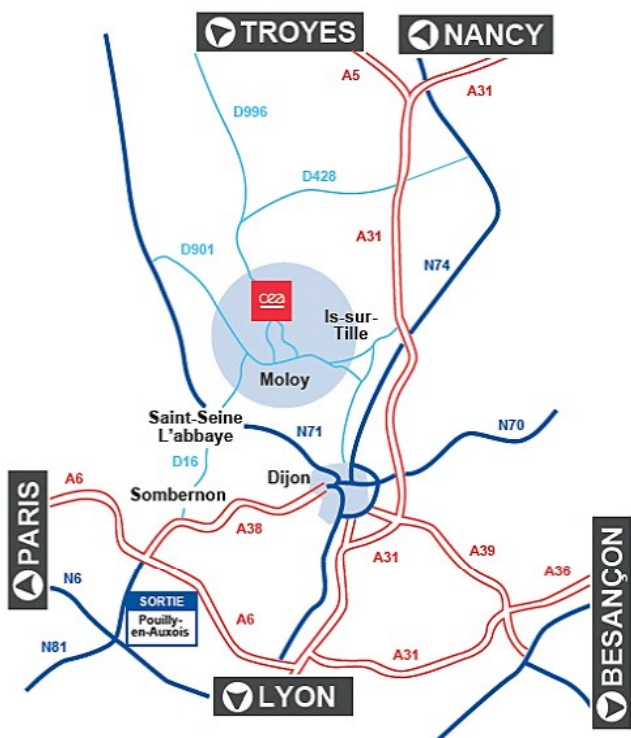 TROYES
NANCY
A5
A31
D996
D428
A31
D901
N74
cea
Is-sur-
Tille
Moloy
Saint-Seine
L'abbaye
N71
N70
D16
Dijon
A6
Sombernon
PARIS
A38
A31
A39
A36
N6
SORTIE
Pouilly-
en-Auxois
A6
N81
A31
BESANÇON
LYON